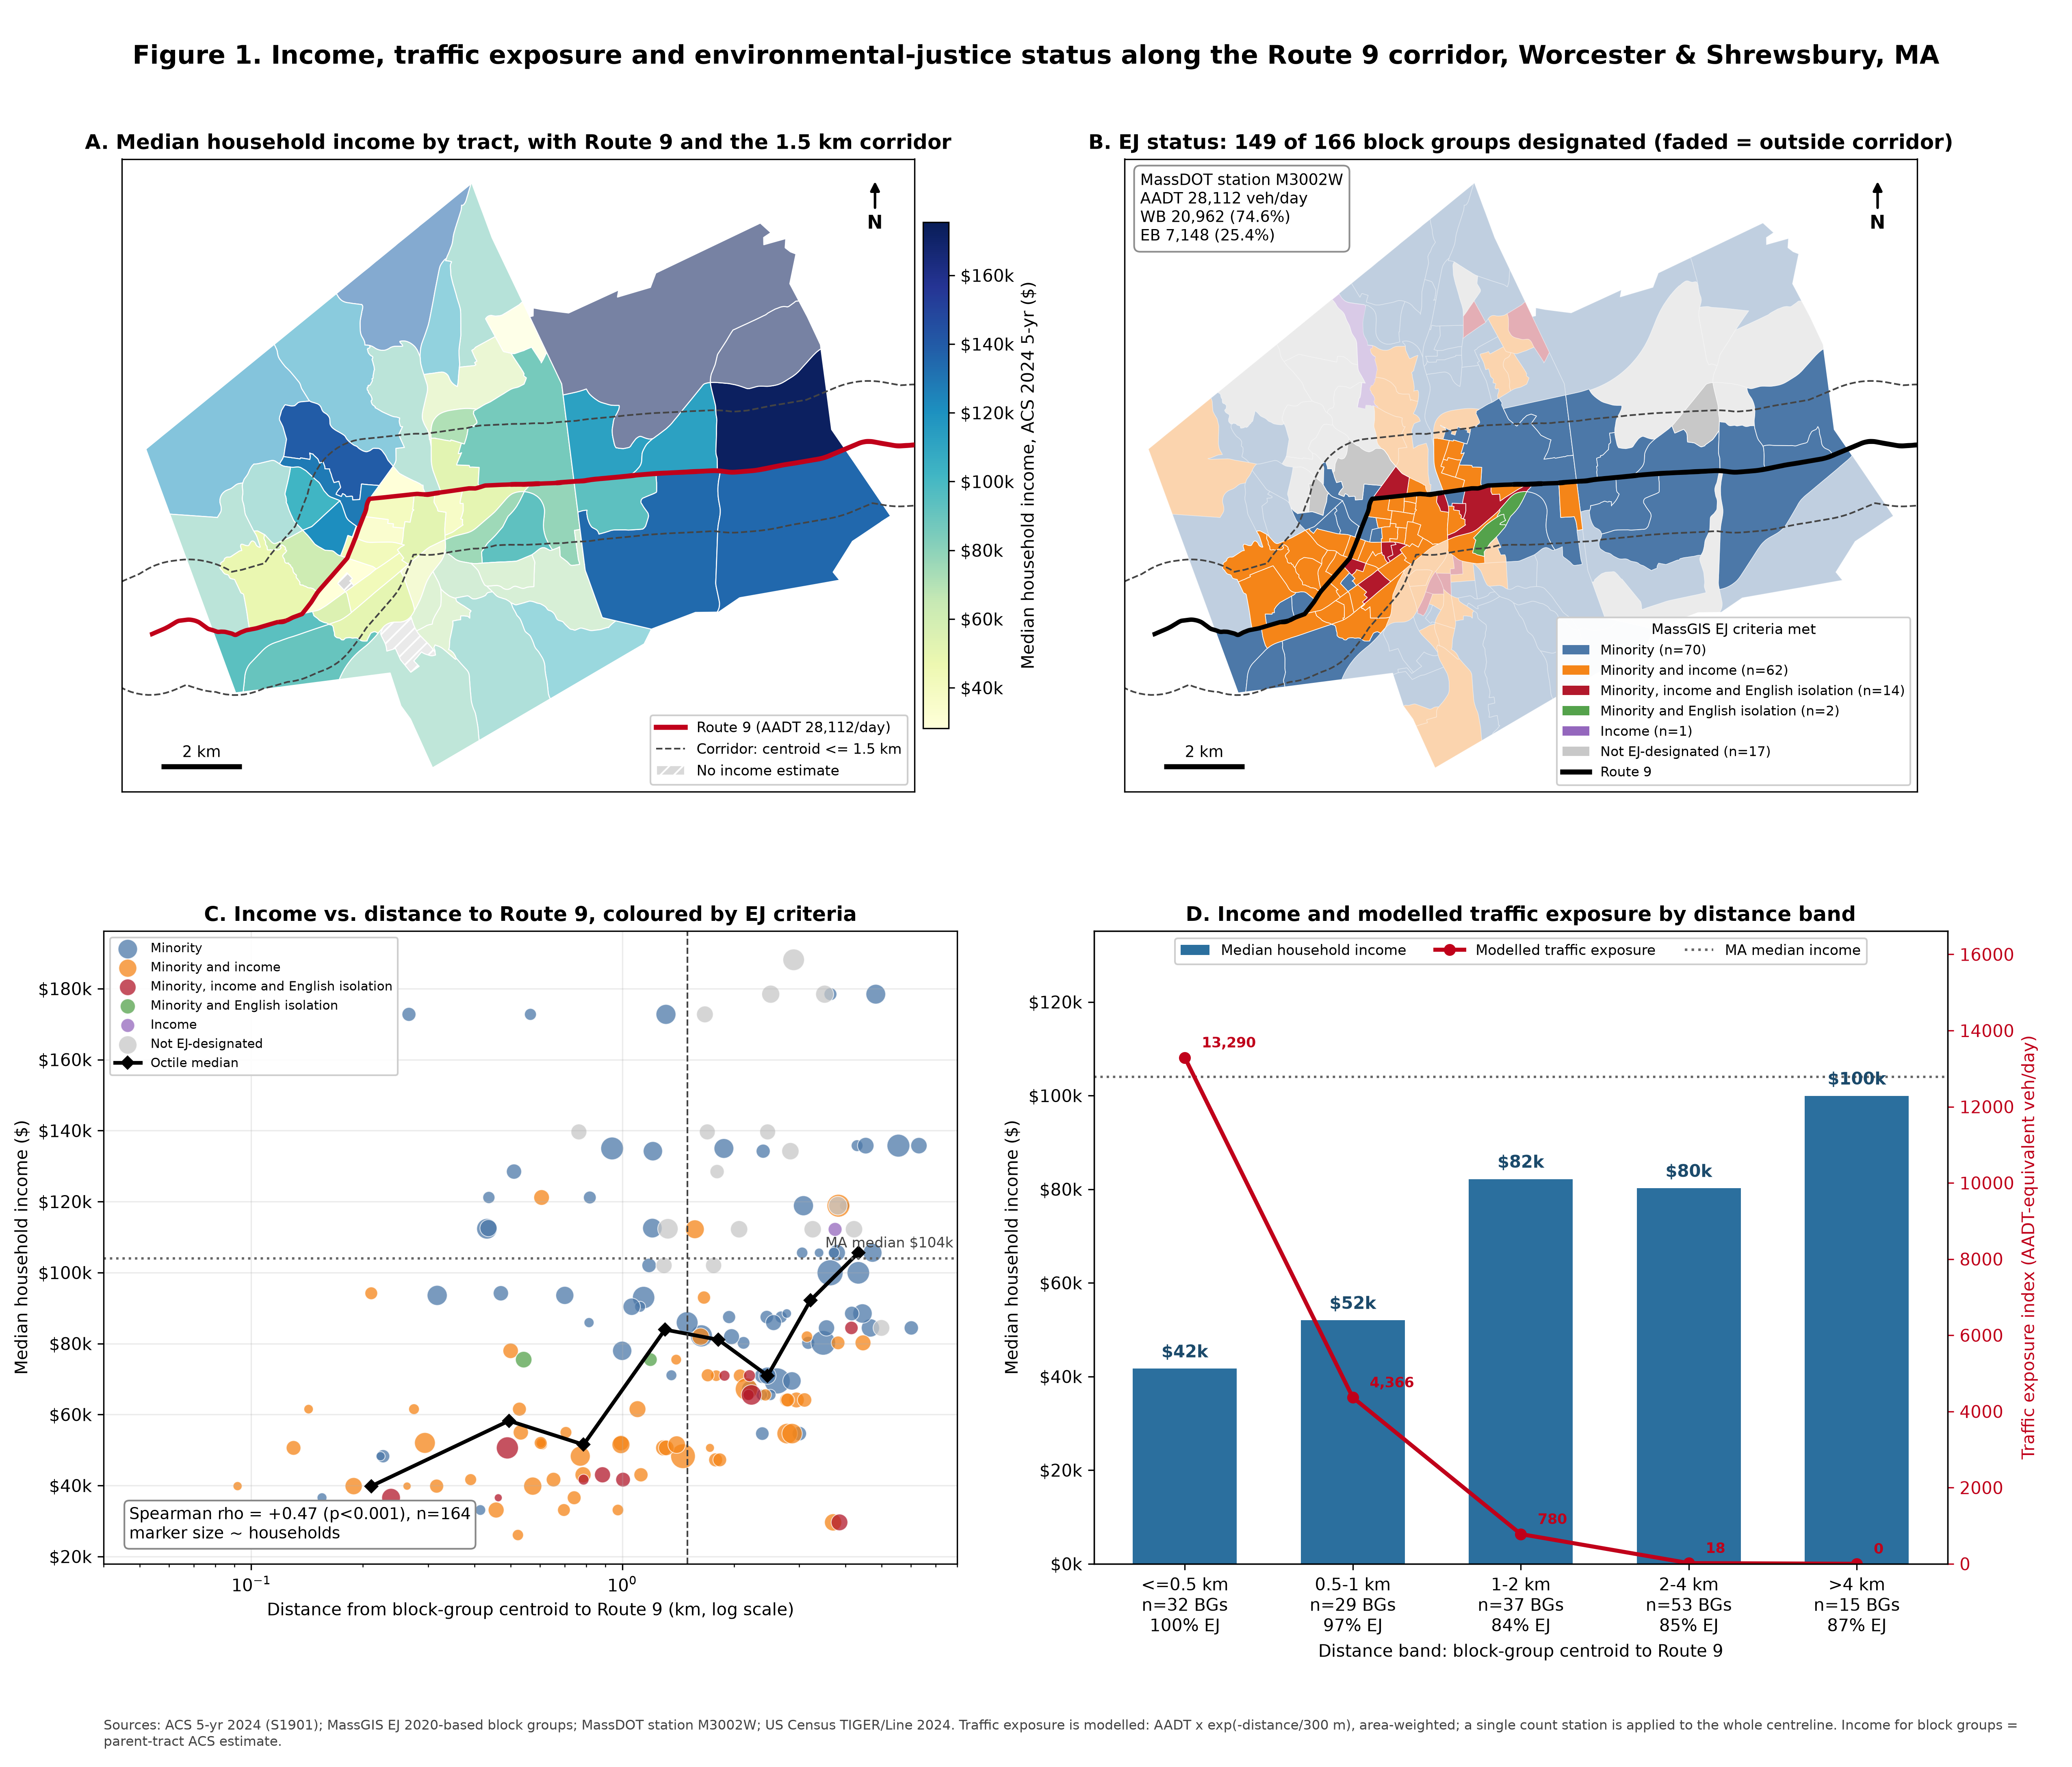 Figure 1. Income, traffic exposure and environmental-justice status along the Route 9 corridor, Worcester & Shrewsbury, MA
A. Median household income by tract, with Route 9 and the 1.5 km corridor
N
$160k
$140k
$120k
$100k
$80k
$60k
$40k
Median household income, ACS 2024 5-yr ($)
2 km
Route 9 (AADT 28,112/day)
Corridor: centroid <= 1.5 km
No income estimate
B. EJ status: 149 of 166 block groups designated (faded = outside corridor)
MassDOT station M3002W
AADT 28,112 veh/day
WB 20,962 (74.6%)
EB 7,148 (25.4%)
N
2 km
MassGIS EJ criteria met
Minority (n=70)
Minority and income (n=62)
Minority, income and English isolation (n=14)
Minority and English isolation (n=2)
Income (n=1)
Not EJ-designated (n=17)
Route 9
C. Income vs. distance to Route 9, coloured by EJ criteria
Minority
Minority and income
Minority, income and English isolation
Minority and English isolation
Income
Not EJ-designated
Octile median
$180k
$160k
$140k
$120k
$100k
$80k
$60k
$40k
$20k
Median household income ($)
MA median $104k
Spearman rho = +0.47 (p<0.001), n=164
marker size ~ households
10⁻¹
10⁰
Distance from block-group centroid to Route 9 (km, log scale)
D. Income and modelled traffic exposure by distance band
Median household income
Modelled traffic exposure
MA median income
$120k
$100k
$80k
$60k
$40k
$20k
$0k
Median household income ($)
$42k
$52k
$82k
$80k
$100k
13,290
4,366
780
18
0
16000
14000
12000
10000
8000
6000
4000
2000
0
Traffic exposure index (AADT-equivalent veh/day)
<=0.5 km
n=32 BGs
100% EJ
0.5-1 km
n=29 BGs
97% EJ
1-2 km
n=37 BGs
84% EJ
2-4 km
n=53 BGs
85% EJ
>4 km
n=15 BGs
87% EJ
Distance band: block-group centroid to Route 9
Sources: ACS 5-yr 2024 (S1901); MassGIS EJ 2020-based block groups; MassDOT station M3002W; US Census TIGER/Line 2024. Traffic exposure is modelled: AADT x exp(-distance/300 m), area-weighted; a single count station is applied to the whole centreline. Income for block groups =
parent-tract ACS estimate.